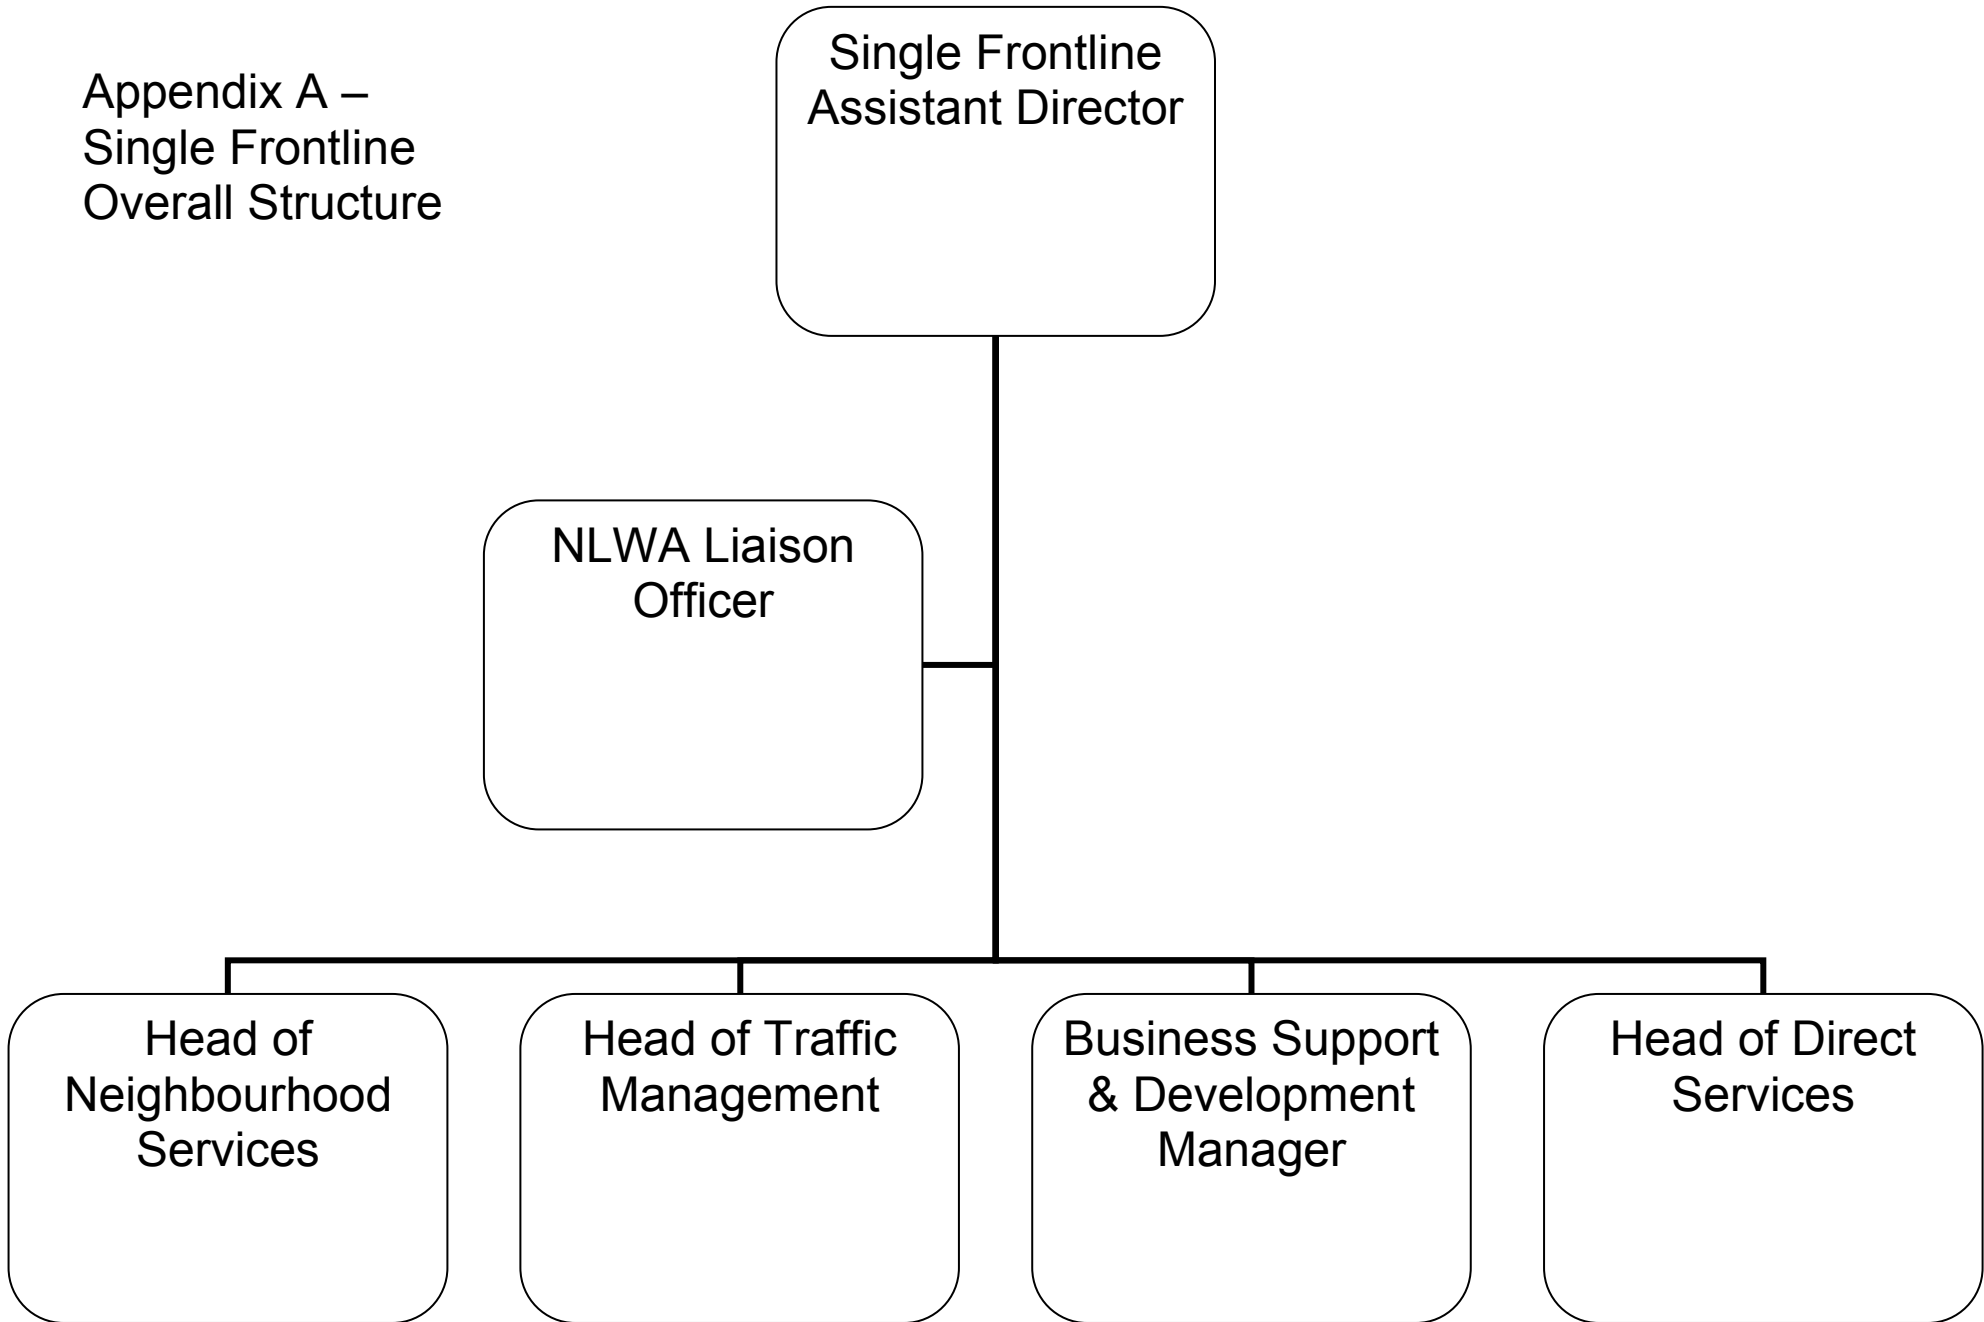 Appendix A –
Single Frontline
Overall Structure
Single Frontline
Assistant Director
NLWA Liaison
Officer
Head of
Neighbourhood
Services
Head of Traffic
Management
Business Support
& Development
Manager
Head of Direct
Services